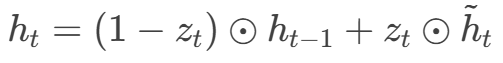 h_t = (1 − z_t) ⊙ h_{t−1} + z_t ⊙ h̃_t